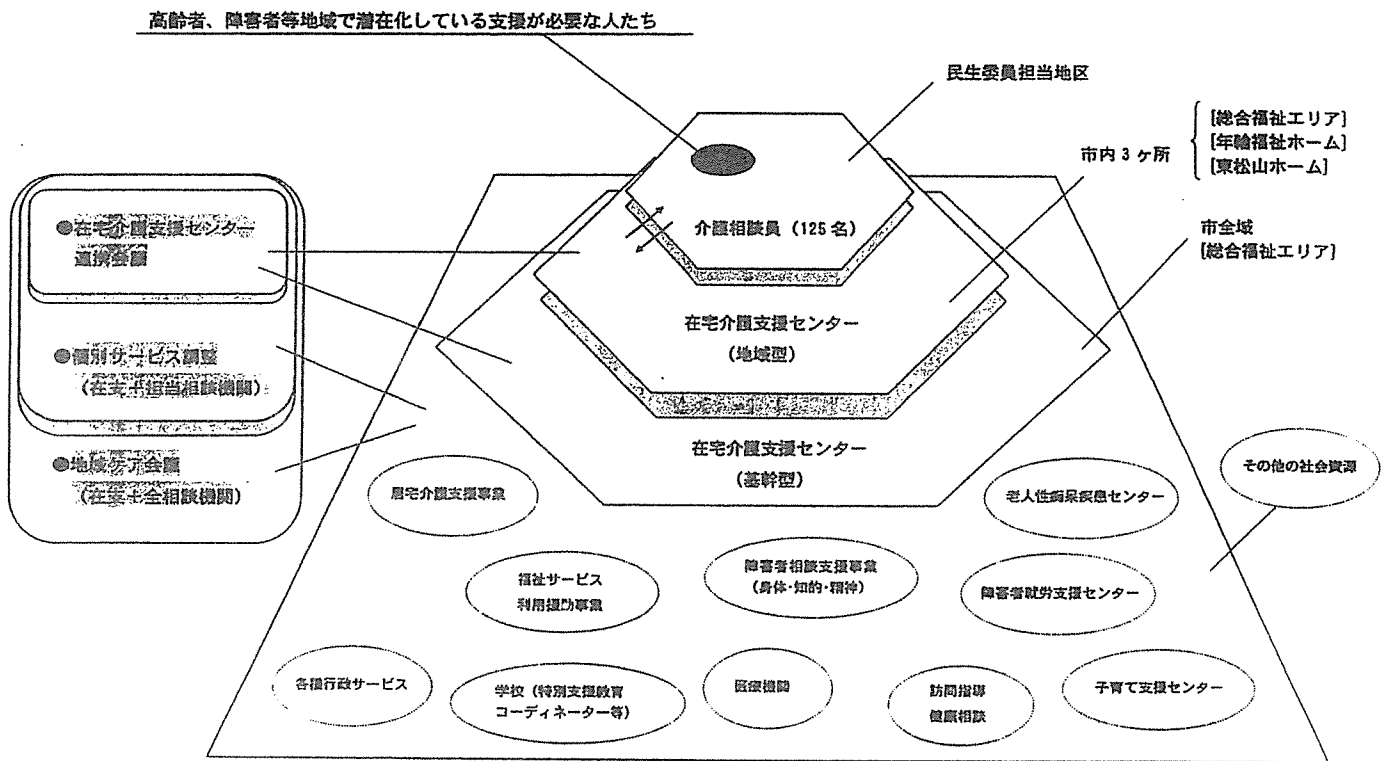 高齢者、障害者等地域で潜在化している支援が必要な人たち
民生委員担当地区
市内3ヶ所
[総合福祉エリア]
[年輪福祉ホーム]
[東松山ホーム]
市全域
[総合福祉エリア]
介護相談員（125名）
在宅介護支援センター
（地域型）
在宅介護支援センター
（基幹型）
●在宅介護支援センター
連携会議
●個別サービス調整
（在支＋担当相談機関）
●地域ケア会議
（在支＋全相談機関）
居宅介護支援事業
老人性痴呆疾患センター
その他の社会資源
福祉サービス
利用援助事業
障害者相談支援事業
（身体・知的・精神）
障害者就労支援センター
各種行政サービス
学校（特別支援教育
コーディネーター等）
医療機関
訪問指導
健康相談
子育て支援センター